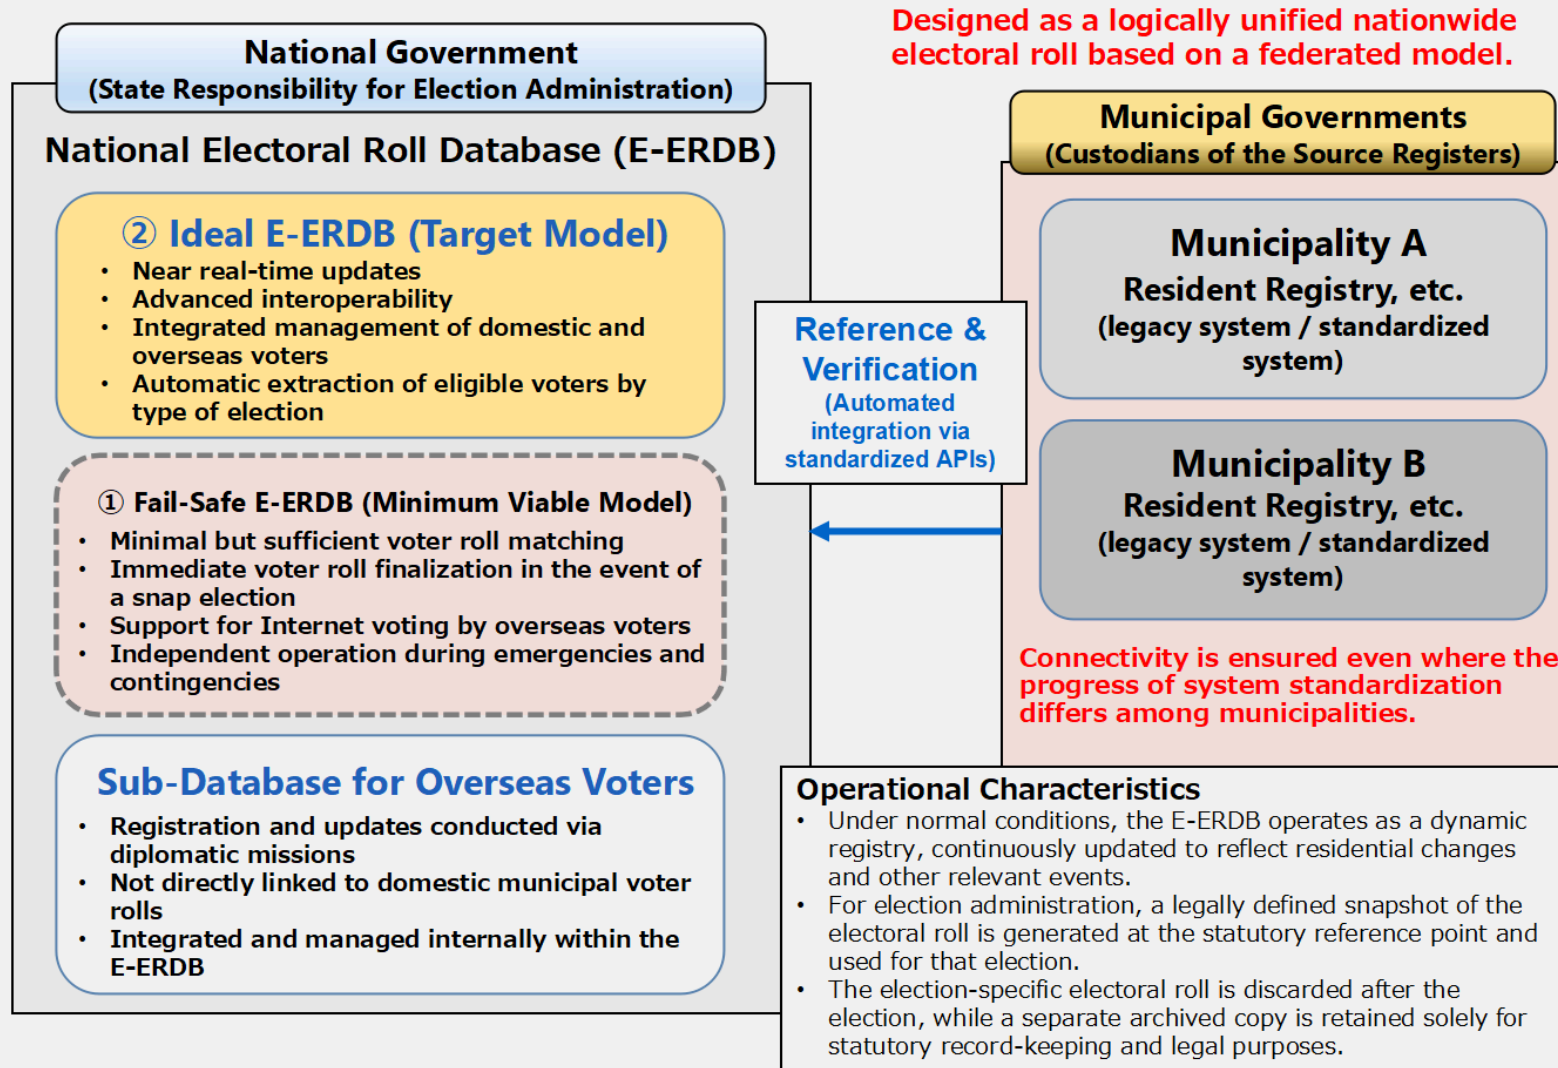 Designed as a logically unified nationwide
electoral roll based on a federated model.
National Government
(State Responsibility for Election Administration)
National Electoral Roll Database (E-ERDB)
② Ideal E-ERDB (Target Model)
• Near real-time updates
• Advanced interoperability
• Integrated management of domestic and
overseas voters
• Automatic extraction of eligible voters by
type of election
① Fail-Safe E-ERDB (Minimum Viable Model)
• Minimal but sufficient voter roll matching
• Immediate voter roll finalization in the event of
a snap election
• Support for Internet voting by overseas voters
• Independent operation during emergencies and
contingencies
Sub-Database for Overseas Voters
• Registration and updates conducted via
diplomatic missions
• Not directly linked to domestic municipal voter
rolls
• Integrated and managed internally within the
E-ERDB
Reference &
Verification
(Automated
integration via
standardized APIs)
Municipal Governments
(Custodians of the Source Registers)
Municipality A
Resident Registry, etc.
(legacy system / standardized
system)
Municipality B
Resident Registry, etc.
(legacy system / standardized
system)
Connectivity is ensured even where the
progress of system standardization
differs among municipalities.
Operational Characteristics
• Under normal conditions, the E-ERDB operates as a dynamic
registry, continuously updated to reflect residential changes
and other relevant events.
• For election administration, a legally defined snapshot of the
electoral roll is generated at the statutory reference point and
used for that election.
• The election-specific electoral roll is discarded after the
election, while a separate archived copy is retained solely for
statutory record-keeping and legal purposes.